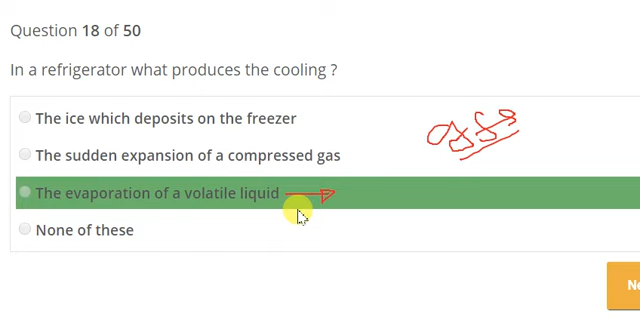 Question 18 of 50
In a refrigerator what produces the cooling ?
The ice which deposits on the freezer
The sudden expansion of a compressed gas
The evaporation of a volatile liquid
None of these